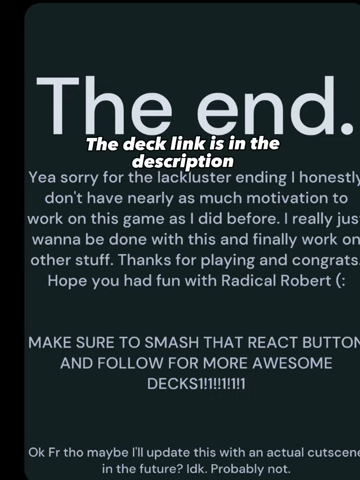 The end.
The deck link is in the
description
Yea sorry for the lackluster ending I honestly
don't have nearly as much motivation to
work on this game as I did before. I really just
wanna be done with this and finally work on
other stuff. Thanks for playing and congrats.
Hope you had fun with Radical Robert (:
MAKE SURE TO SMASH THAT REACT BUTTON
AND FOLLOW FOR MORE AWESOME
DECKS1!1!!1!1!1
Ok Fr tho maybe I'll update this with an actual cutscene
in the future? Idk. Probably not.